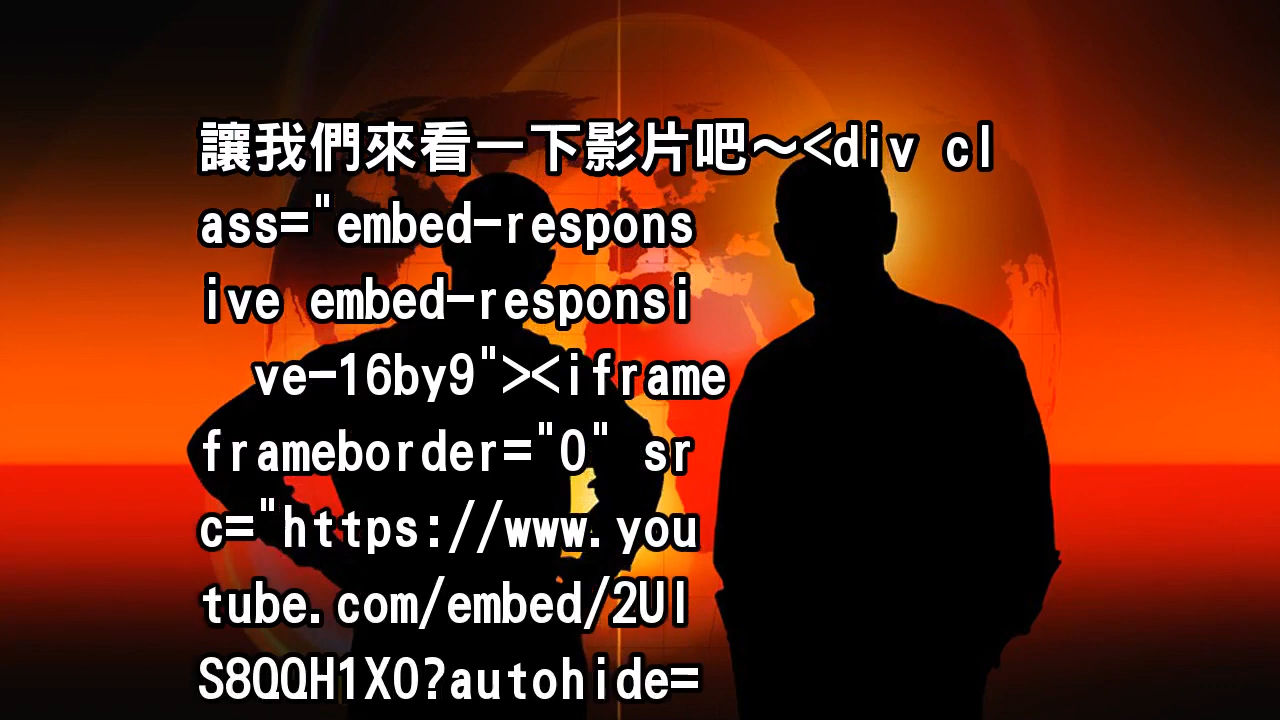 讓我們來看一下影片吧～<div cl
ass="embed-respons
ive embed-responsi
ve-16by9"><iframe
frameborder="0" sr
c="https://www.you
tube.com/embed/2Ul
S8QQH1X0?autohide=